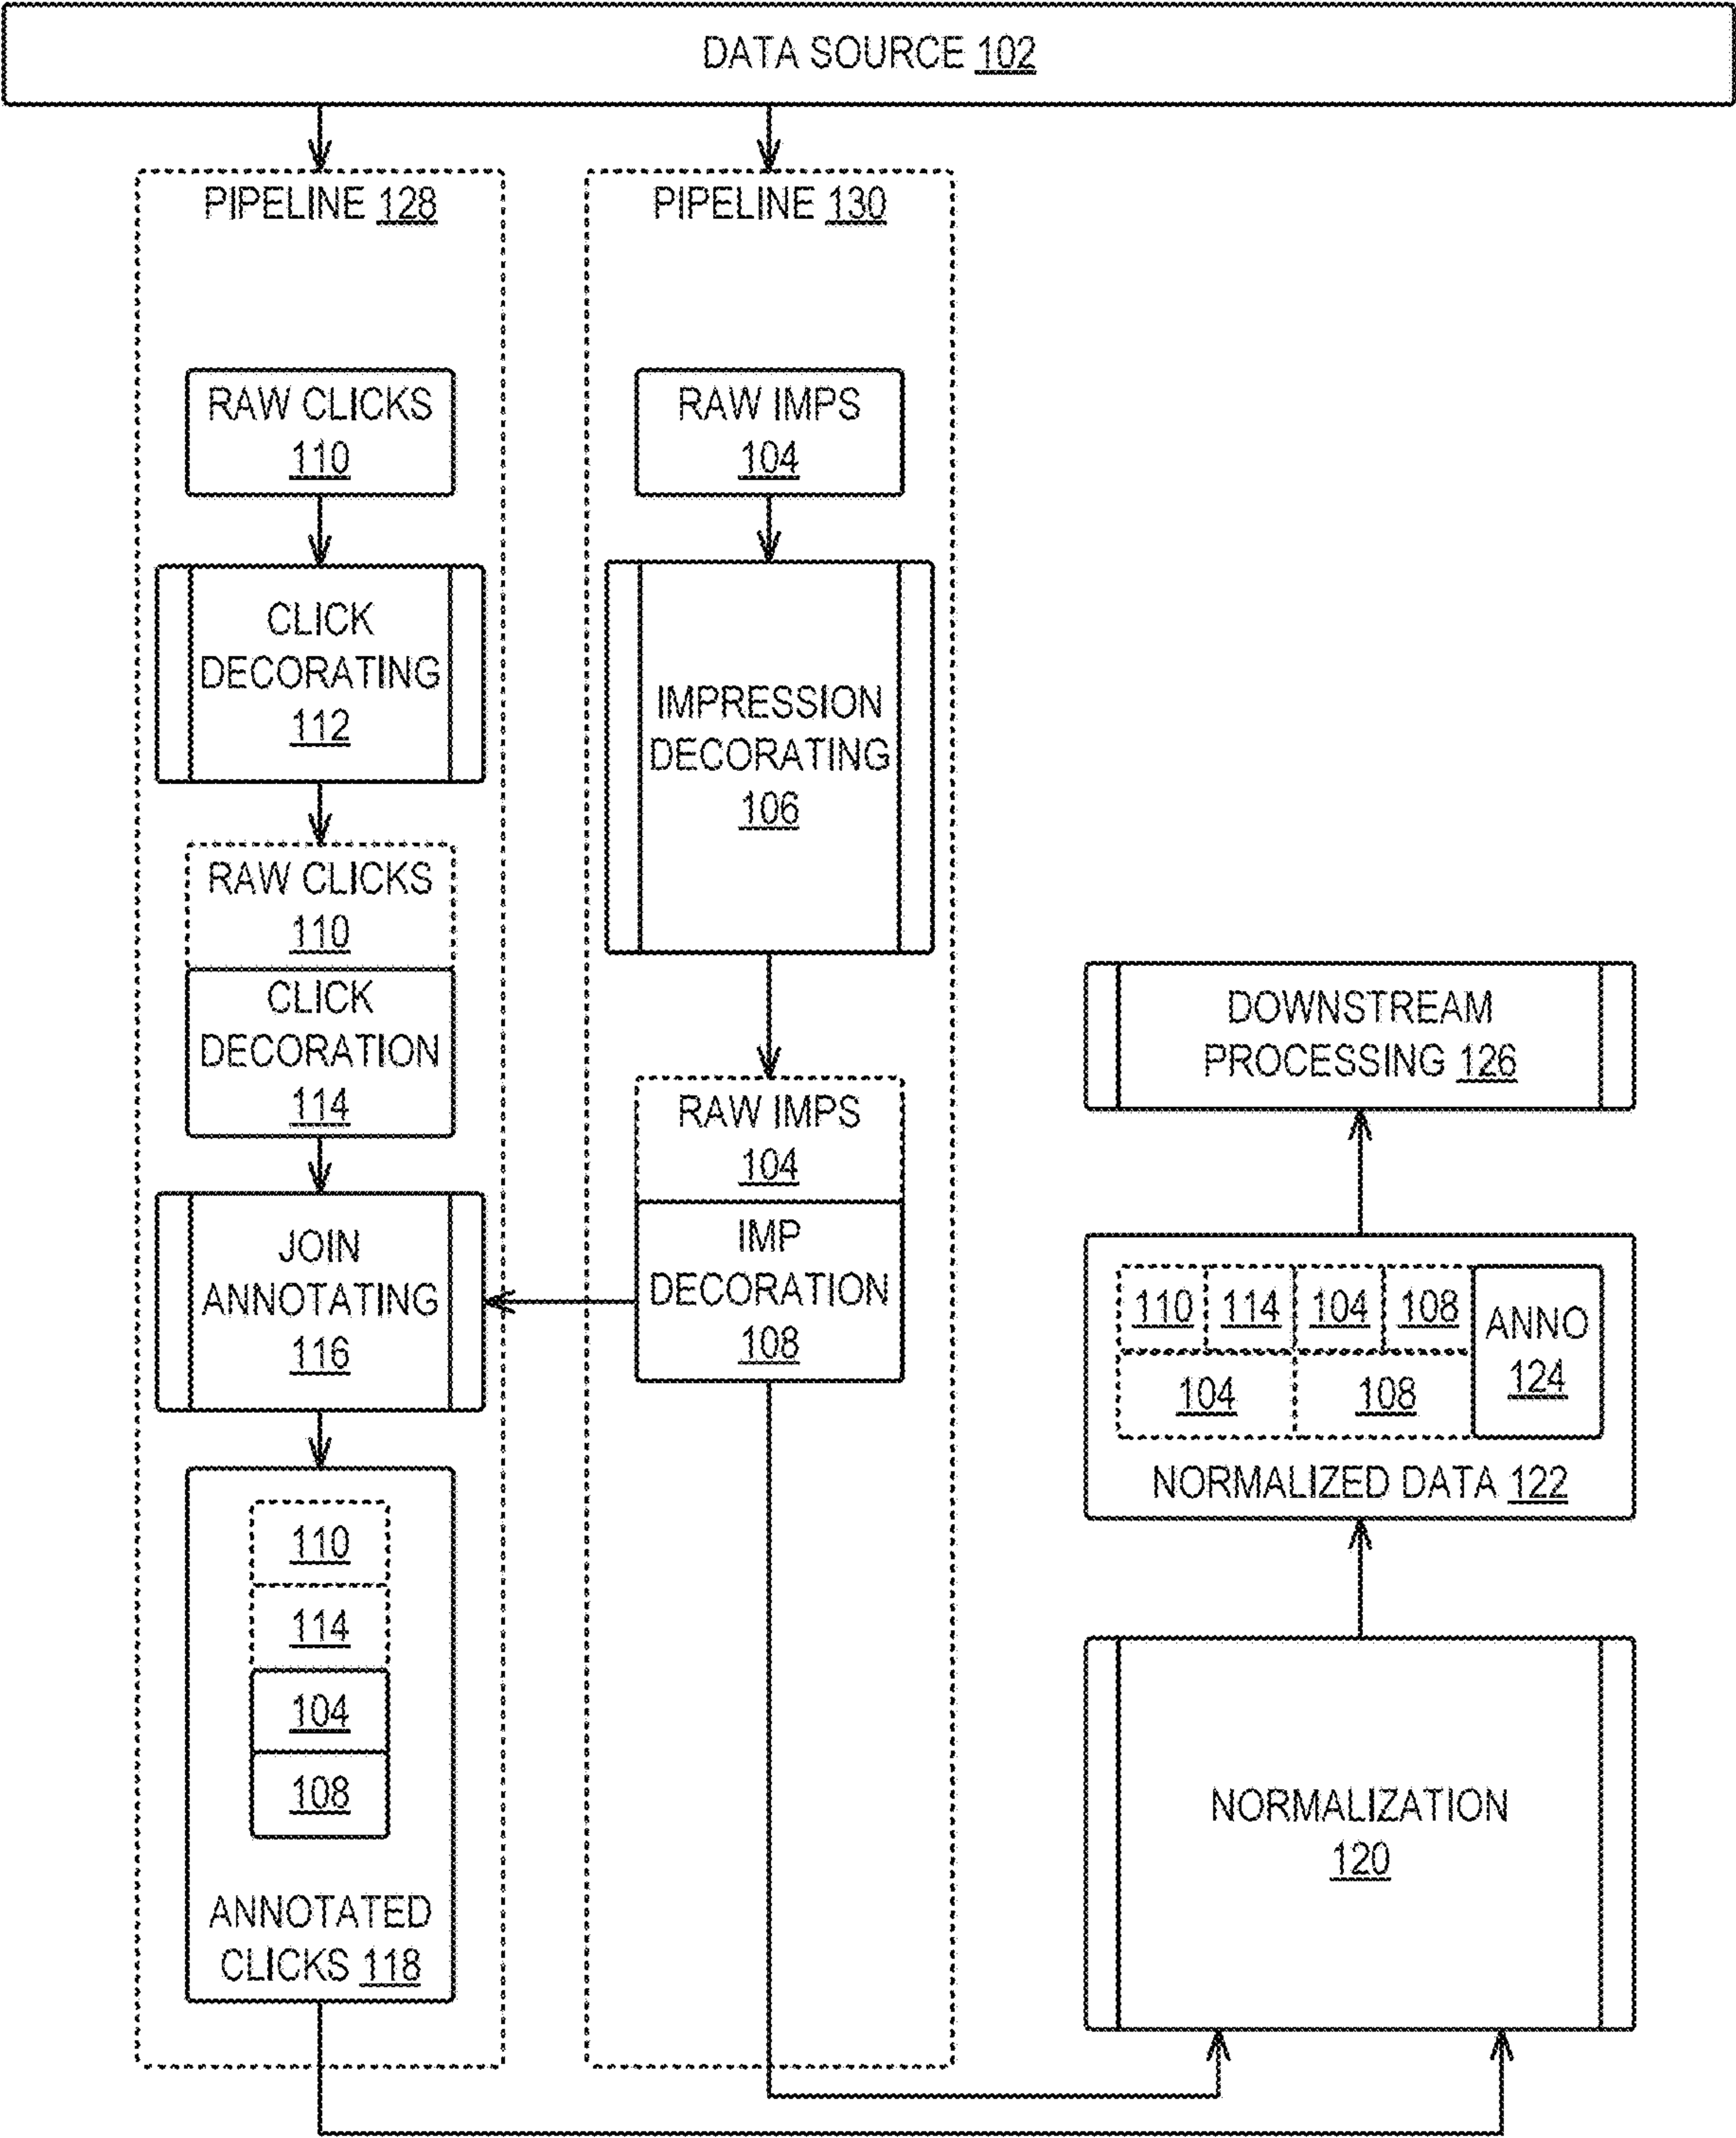 DATA SOURCE 102
PIPELINE 128
RAW CLICKS
110
CLICK
DECORATING
112
RAW CLICKS
110
CLICK
DECORATION
114
JOIN
ANNOTATING
116
110
114
104
108
ANNOTATED
CLICKS 118
PIPELINE 130
RAW IMPS
104
IMPRESSION
DECORATING
106
RAW IMPS
104
IMP
DECORATION
108
DOWNSTREAM
PROCESSING 126
110 114 104 108
104 108
ANNO
124
NORMALIZED DATA 122
NORMALIZATION
120